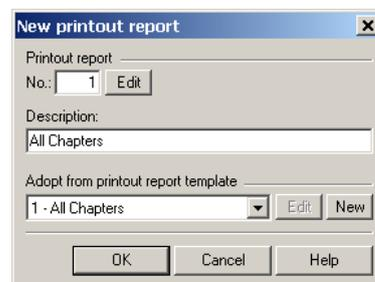 New printout report
Printout report
No.: 1 Edit
Description:
All Chapters
Adopt from printout report template
1 - All Chapters Edit New
OK Cancel Help